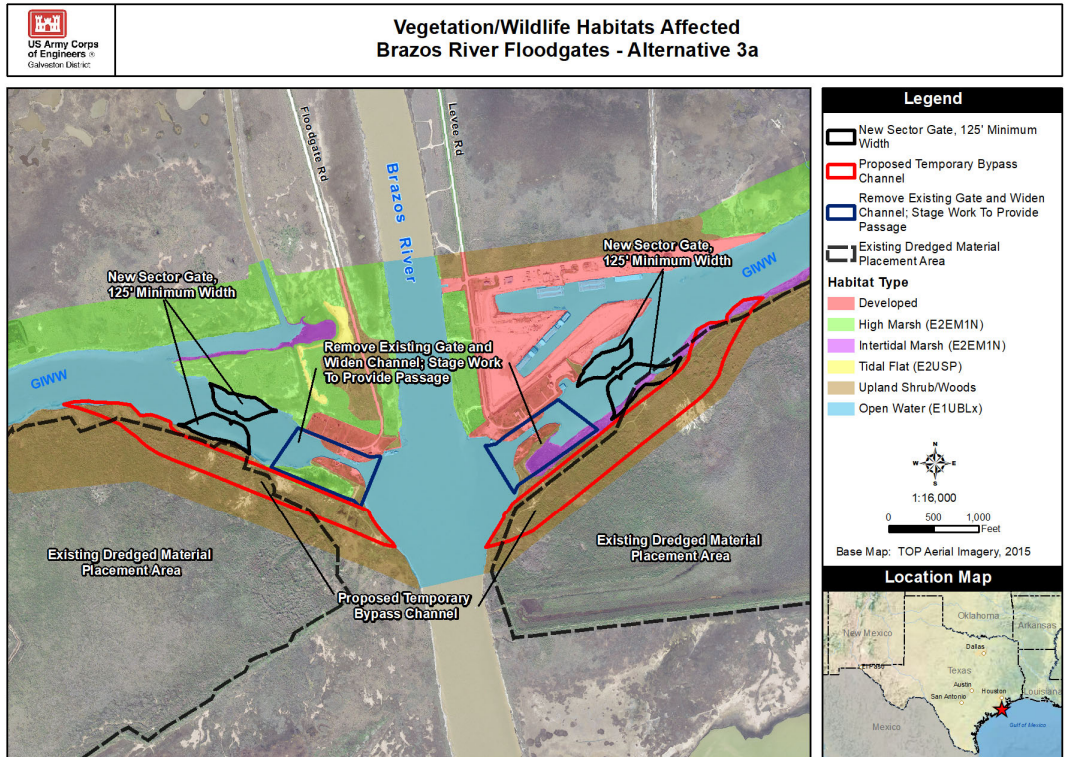 US Army Corps
of Engineers ®
Galveston District
Vegetation/Wildlife Habitats Affected
Brazos River Floodgates - Alternative 3a
Floodgate Rd
Levee Rd
Brazos River
New Sector Gate,
125' Minimum Width
New Sector Gate,
125' Minimum Width
GIWW
GIWW
Remove Existing Gate and
Widen Channel; Stage Work
To Provide Passage
Existing Dredged Material
Placement Area
Existing Dredged Material
Placement Area
Proposed Temporary
Bypass Channel
Legend
New Sector Gate, 125' Minimum
Width
Proposed Temporary Bypass
Channel
Remove Existing Gate and Widen
Channel; Stage Work To Provide
Passage
Existing Dredged Material
Placement Area
Habitat Type
Developed
High Marsh (E2EM1N)
Intertidal Marsh (E2EM1N)
Tidal Flat (E2USP)
Upland Shrub/Woods
Open Water (E1UBLx)
N
W E
S
1:16,000
0 500 1,000
Feet
Base Map: TOP Aerial Imagery, 2015
Location Map
Oklahoma
Arkansas
New Mexico
Dallas
El Paso
Texas
Austin
Houston
San Antonio
Louisiana
Mexico
Gulf of Mexico